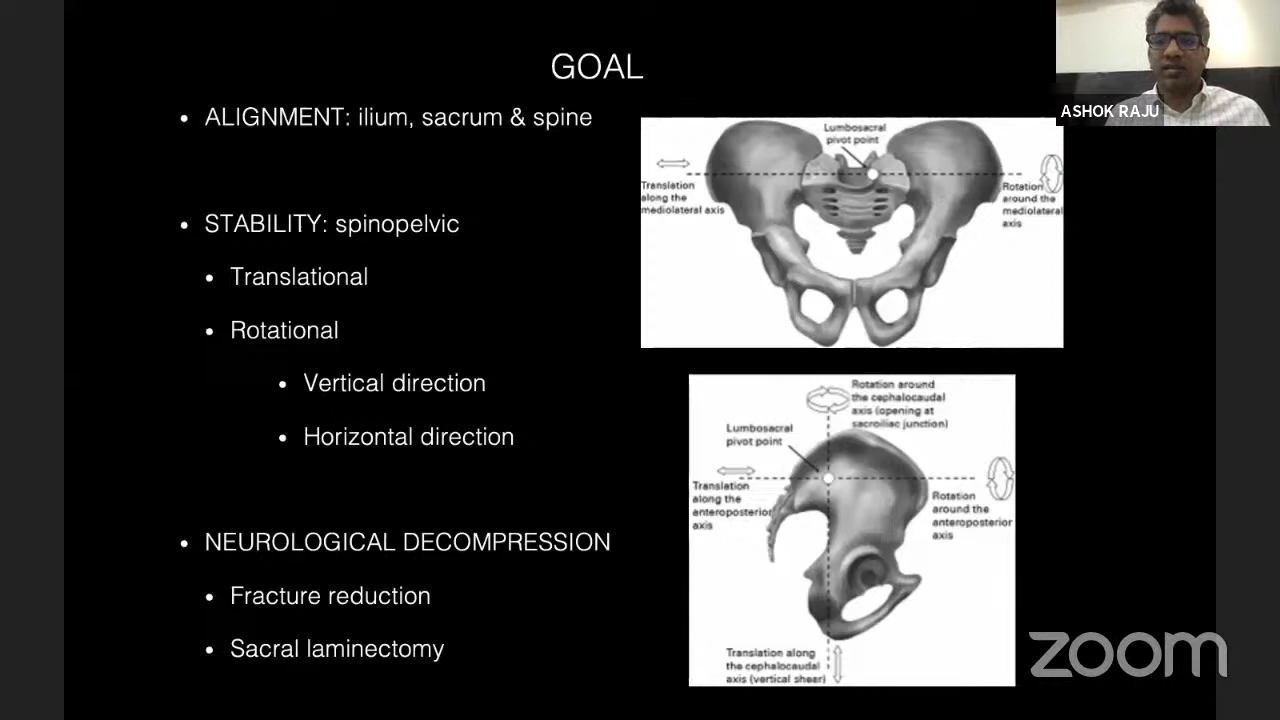 GOAL
• ALIGNMENT: ilium, sacrum & spine
• STABILITY: spinopelvic
• Translational
• Rotational
• Vertical direction
• Horizontal direction
• NEUROLOGICAL DECOMPRESSION
• Fracture reduction
• Sacral laminectomy
Lumbosacral
pivot point
Translation
along the
mediolateral axis
Rotation
around the
mediolateral
axis
Rotation around
the cephalocaudal
axis (opening at
sacroiliac junction)
Lumbosacral
pivot point
Translation
along the
anteroposterior
axis
Rotation
around the
anteroposterior
axis
Translation along
the cephalocaudal
axis (vertical shear)
ASHOK RAJU
zoom